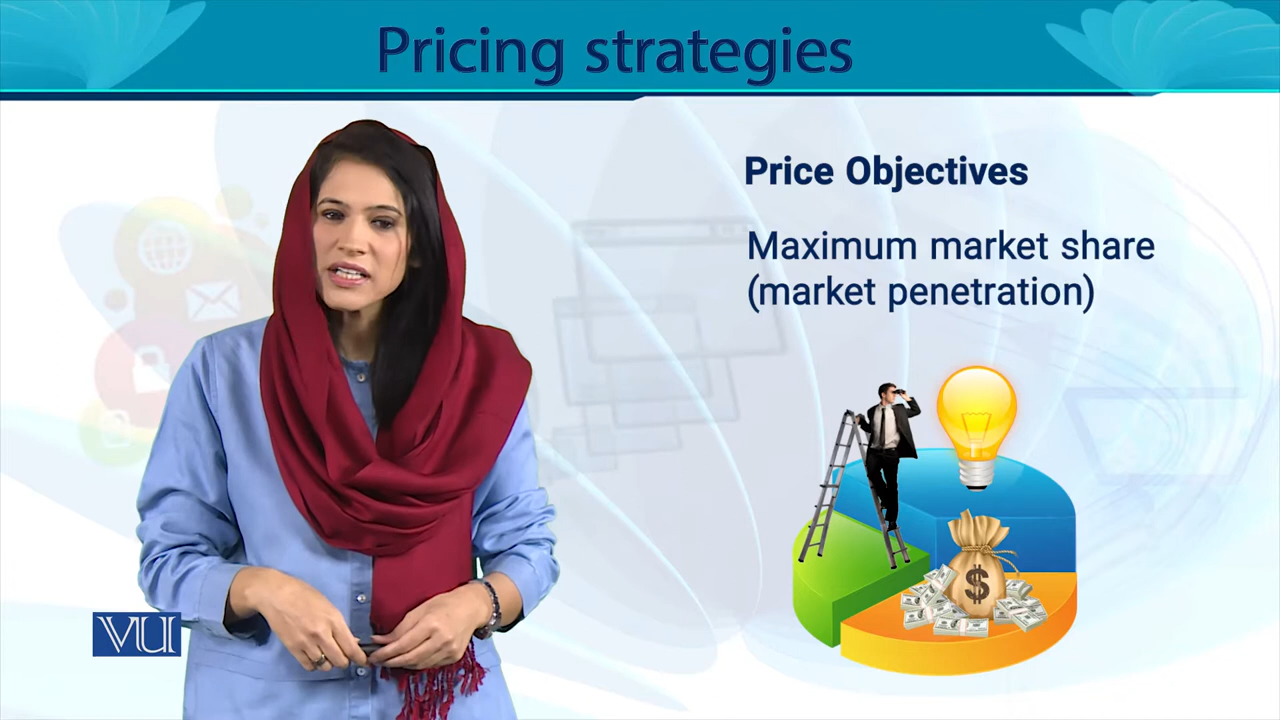 Pricing strategies
Price Objectives
Maximum market share
(market penetration)
$
VU